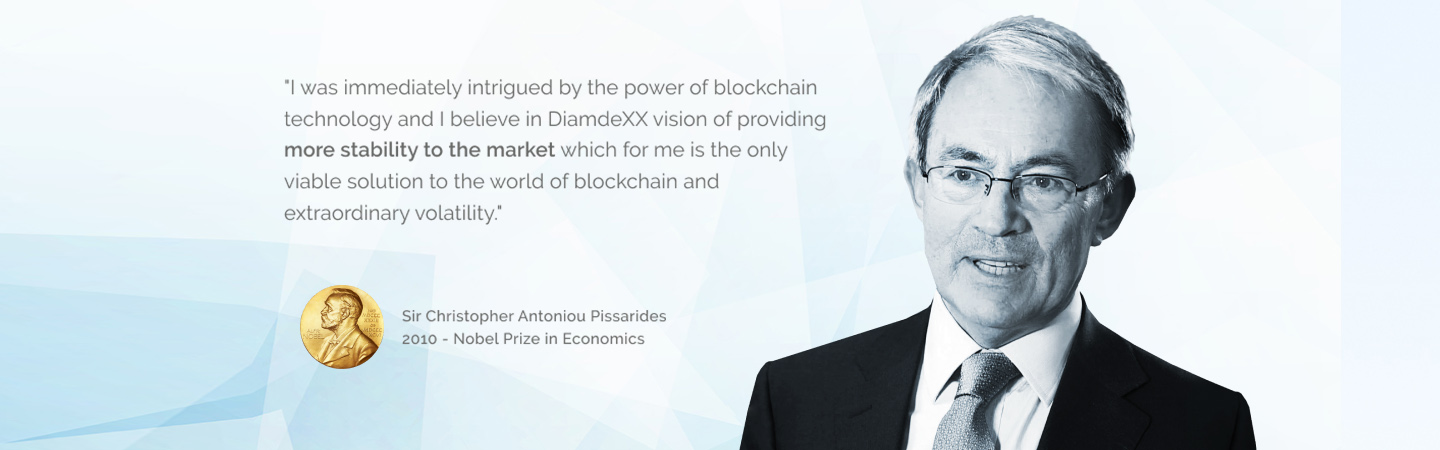 "I was immediately intrigued by the power of blockchain
technology and I believe in DiamdeXX vision of providing
more stability to the market which for me is the only
viable solution to the world of blockchain and
extraordinary volatility."
Sir Christopher Antoniou Pissarides
2010 - Nobel Prize in Economics